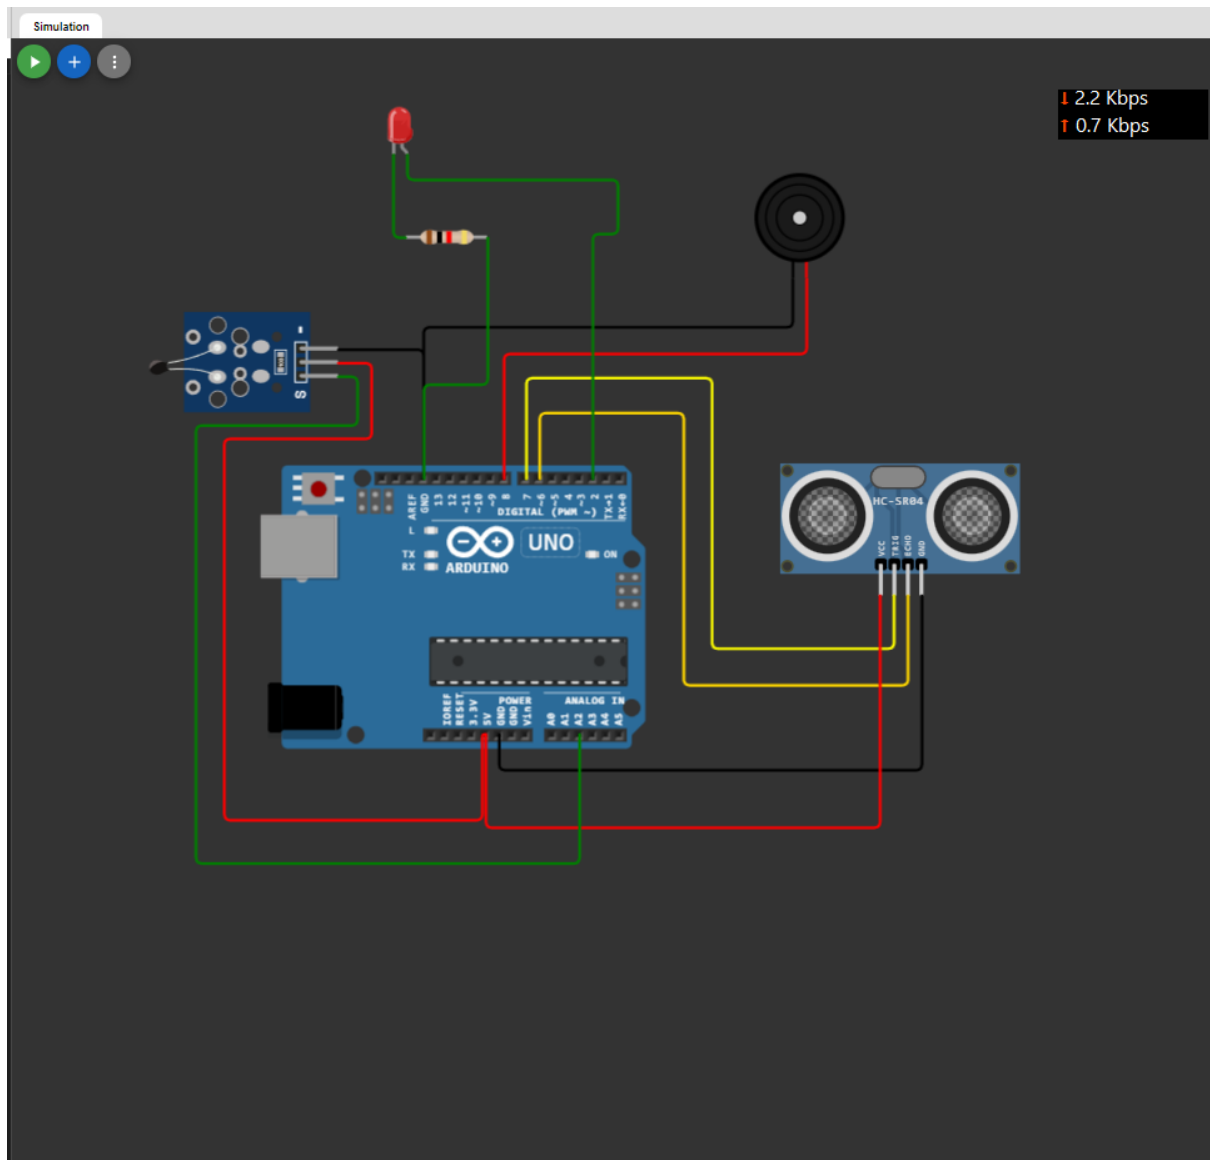 Simulation
2.2 Kbps
0.7 Kbps
-
S
AREF
GND
13
12
~11
~10
~9
8
7
~6
~5
4
~3
2
TX→1
RX←0
DIGITAL (PWM ~)
L
TX
RX
UNO
ON
ARDUINO
HC-SR04
VCC
TRIG
ECHO
GND
POWER
ANALOG IN
IOREF
RESET
3.3V
5V
GND
GND
Vin
A0
A1
A2
A3
A4
A5